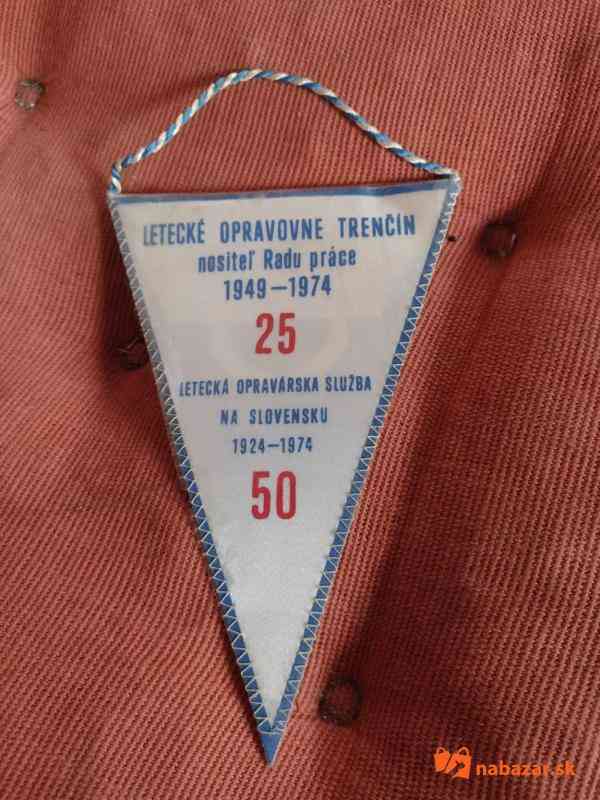 LETECKÉ OPRAVOVNE TRENČÍN
nositeľ Radu práce
1949—1974
25
LETECKÁ OPRAVÁRSKA SLUŽBA
NA SLOVENSKU
1924—1974
50
nabazar.sk